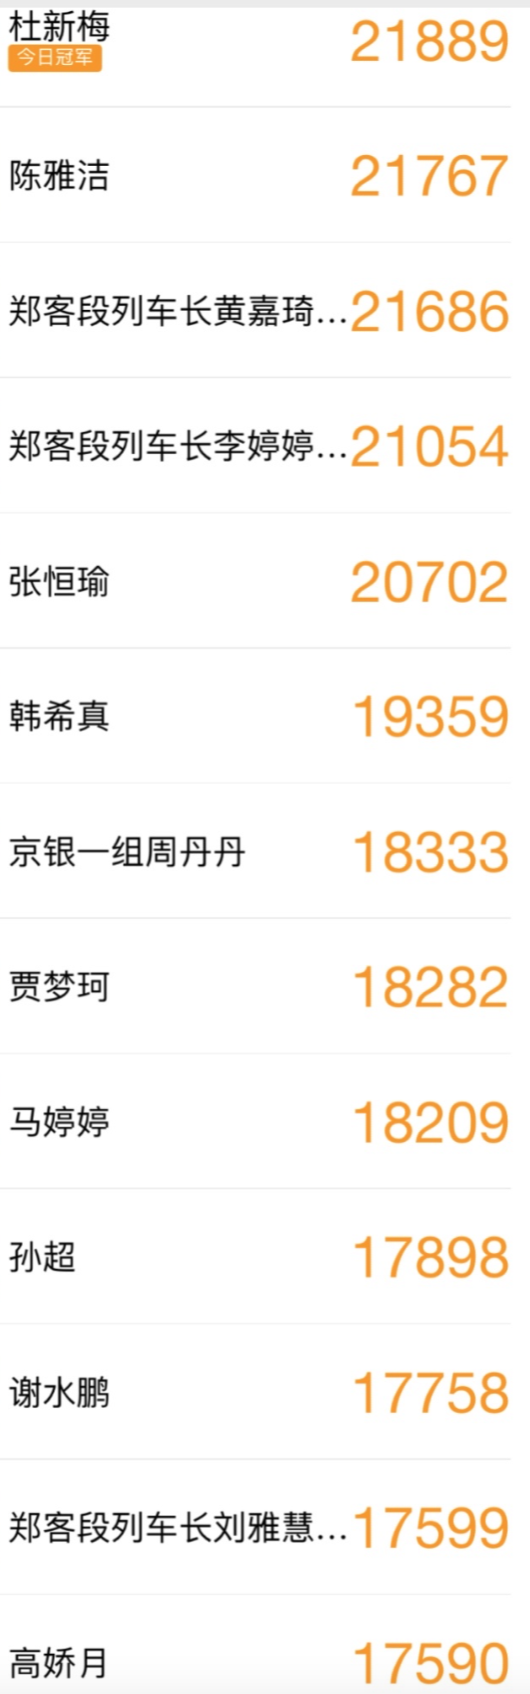 杜新梅 21889
今日冠军
陈雅洁 21767
郑客段列车长黄嘉琦... 21686
郑客段列车长李婷婷... 21054
张恒瑜 20702
韩希真 19359
京银一组周丹丹 18333
贾梦珂 18282
马婷婷 18209
孙超 17898
谢水鹏 17758
郑客段列车长刘雅慧... 17599
高娇月 17590